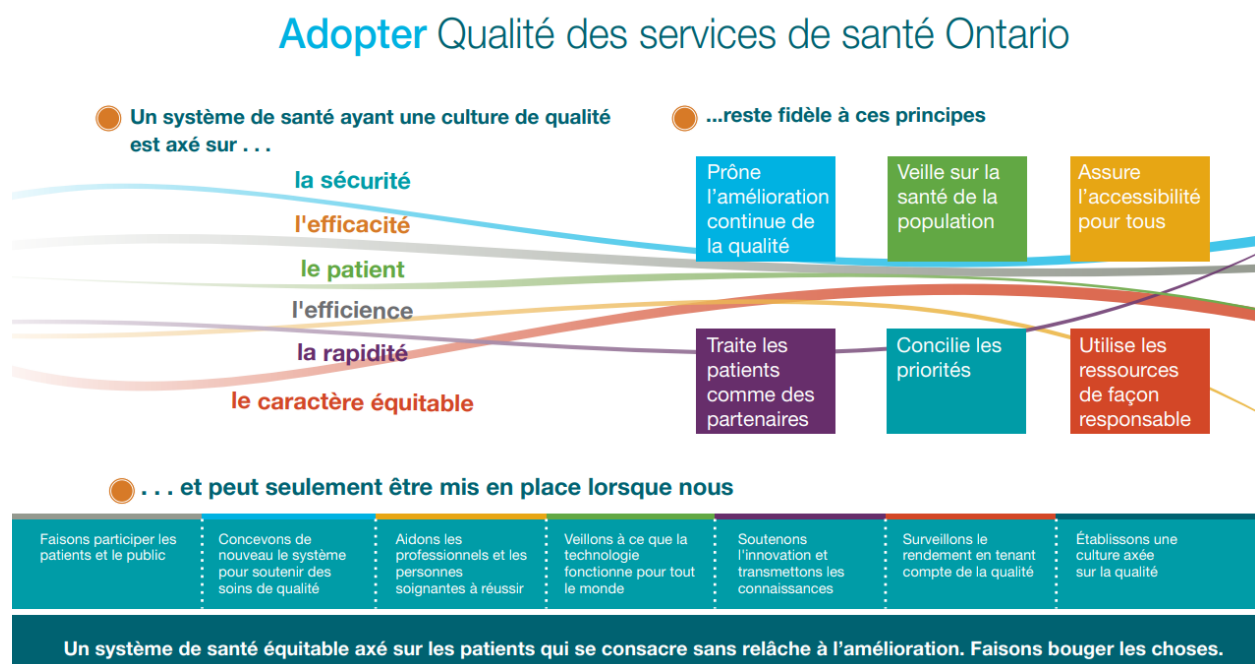 Adopter Qualité des services de santé Ontario
Un système de santé ayant une culture de qualité
est axé sur . . .
la sécurité
l'efficacité
le patient
l'efficience
la rapidité
le caractère équitable
...reste fidèle à ces principes
Prône
l’amélioration
continue de
la qualité
Veille sur la
santé de la
population
Assure
l’accessibilité
pour tous
Traite les
patients
comme des
partenaires
Concilie les
priorités
Utilise les
ressources
de façon
responsable
. . . et peut seulement être mis en place lorsque nous
Faisons participer les
patients et le public
Concevons de
nouveau le système
pour soutenir des
soins de qualité
Aidons les
professionnels et les
personnes
soignantes à réussir
Veillons à ce que la
technologie
fonctionne pour tout
le monde
Soutenons
l’innovation et
transmettons les
connaissances
Surveillons le
rendement en tenant
compte de la qualité
Établissons une
culture axée
sur la qualité
Un système de santé équitable axé sur les patients qui se consacre sans relâche à l’amélioration. Faisons bouger les choses.